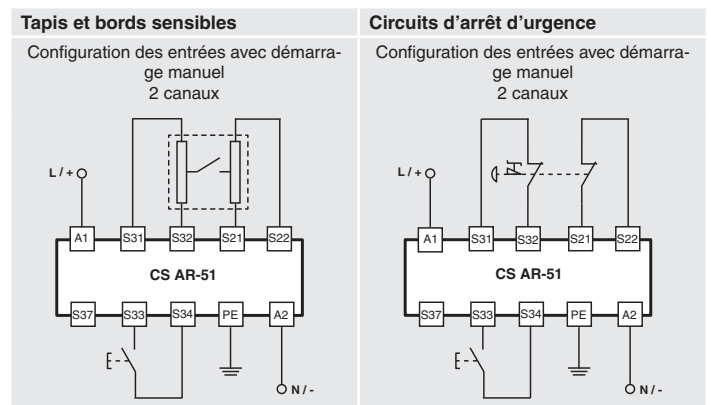 Tapis et bords sensibles
Configuration des entrées avec démarra-
ge manuel
2 canaux
L / +
A1 S31 S32 S21 S22
CS AR-51
S37 S33 S34 PE A2
N / -
Circuits d’arrêt d’urgence
Configuration des entrées avec démarra-
ge manuel
2 canaux
L / +
A1 S31 S32 S21 S22
CS AR-51
S37 S33 S34 PE A2
N / -